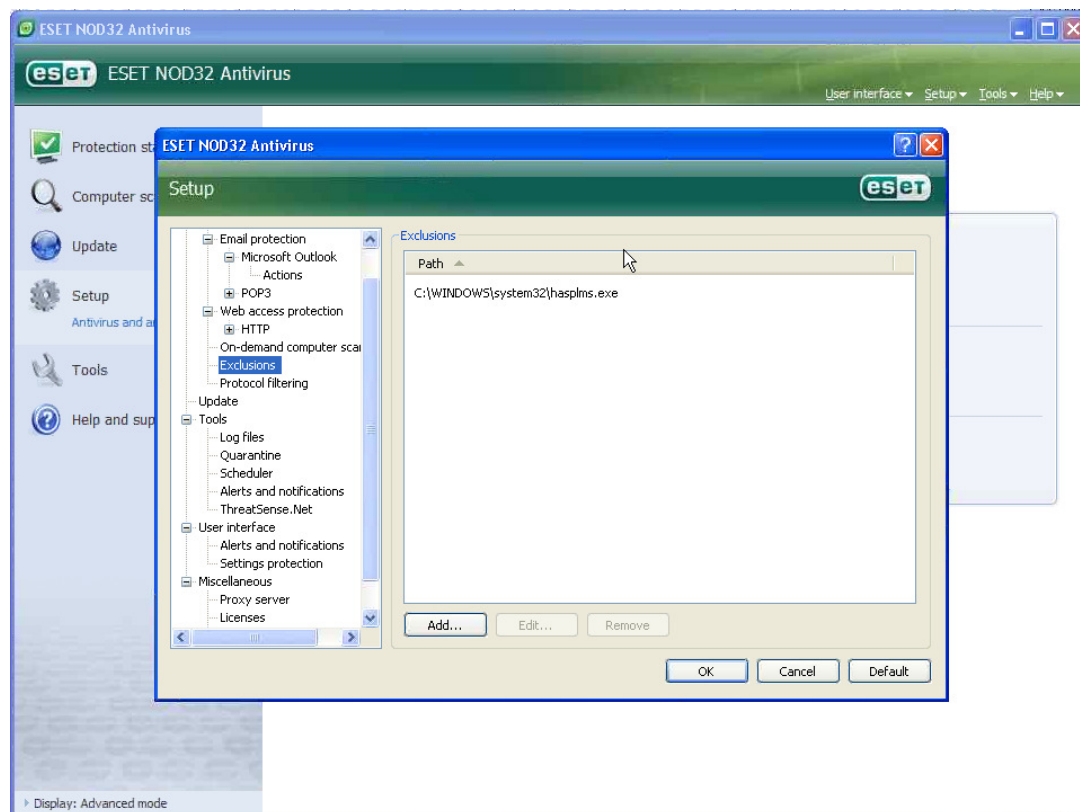 ESET NOD32 Antivirus
eset ESET NOD32 Antivirus
User interface Setup Tools Help
Protection
Computer
Update
Setup
Antivirus and
Tools
Help and
ESET NOD32 Antivirus
Setup
eset
Email protection
Microsoft Outlook
Actions
POP3
Web access protection
HTTP
On-demand computer
Exclusions
Protocol filtering
Update
Tools
Log files
Quarantine
Scheduler
Alerts and notifications
ThreatSense.Net
User interface
Alerts and notifications
Settings protection
Miscellaneous
Proxy server
Licenses
Exclusions
Path
C:\WINDOWS\system32\hasplms.exe
Add... Edit... Remove
OK Cancel Default
Display: Advanced mode